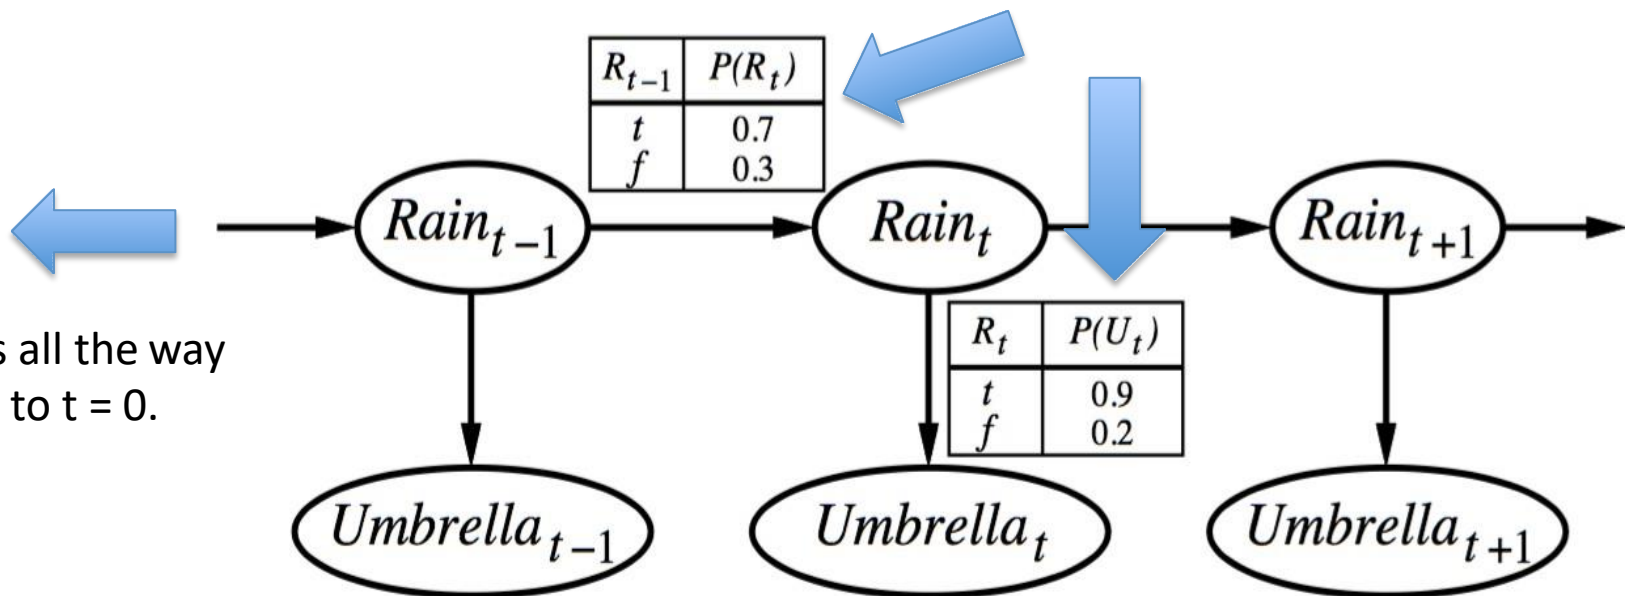 R_{t−1} P(R_t)
t 0.7
f 0.3
Rain_{t−1} Rain_t Rain_{t+1}
s all the way
to t = 0.
R_t P(U_t)
t 0.9
f 0.2
Umbrella_{t−1} Umbrella_t Umbrella_{t+1}